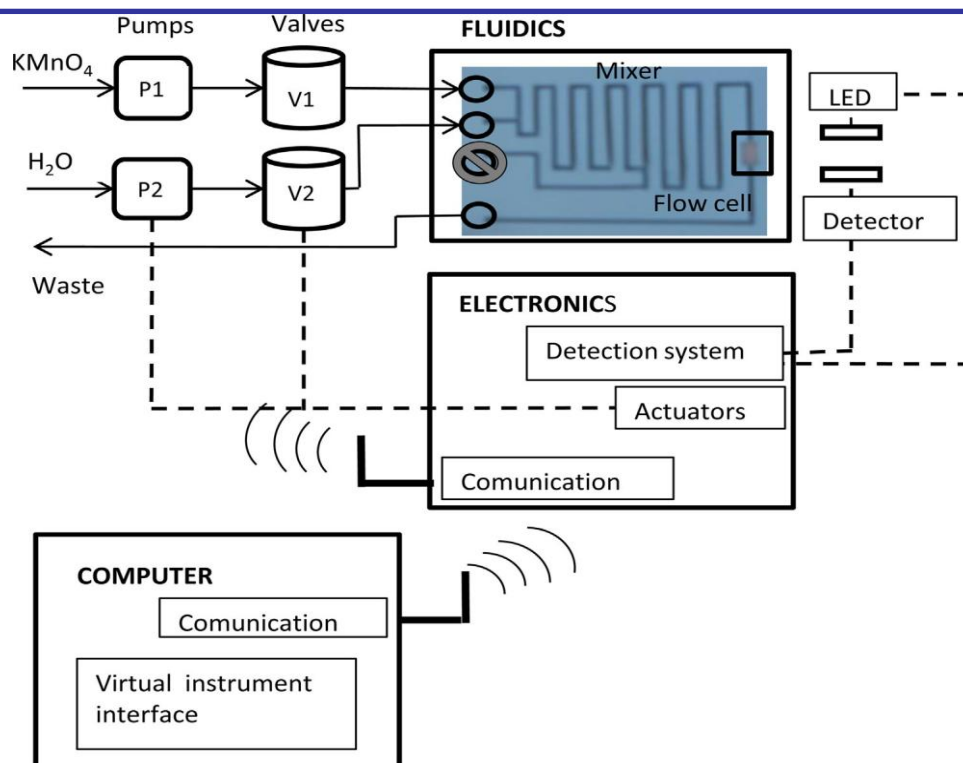 Pumps
Valves
FLUIDICS
KMnO₄
P1
V1
Mixer
LED
H₂O
P2
V2
Flow cell
Detector
Waste
ELECTRONICS
Detection system
Actuators
Comunication
COMPUTER
Comunication
Virtual instrument
interface